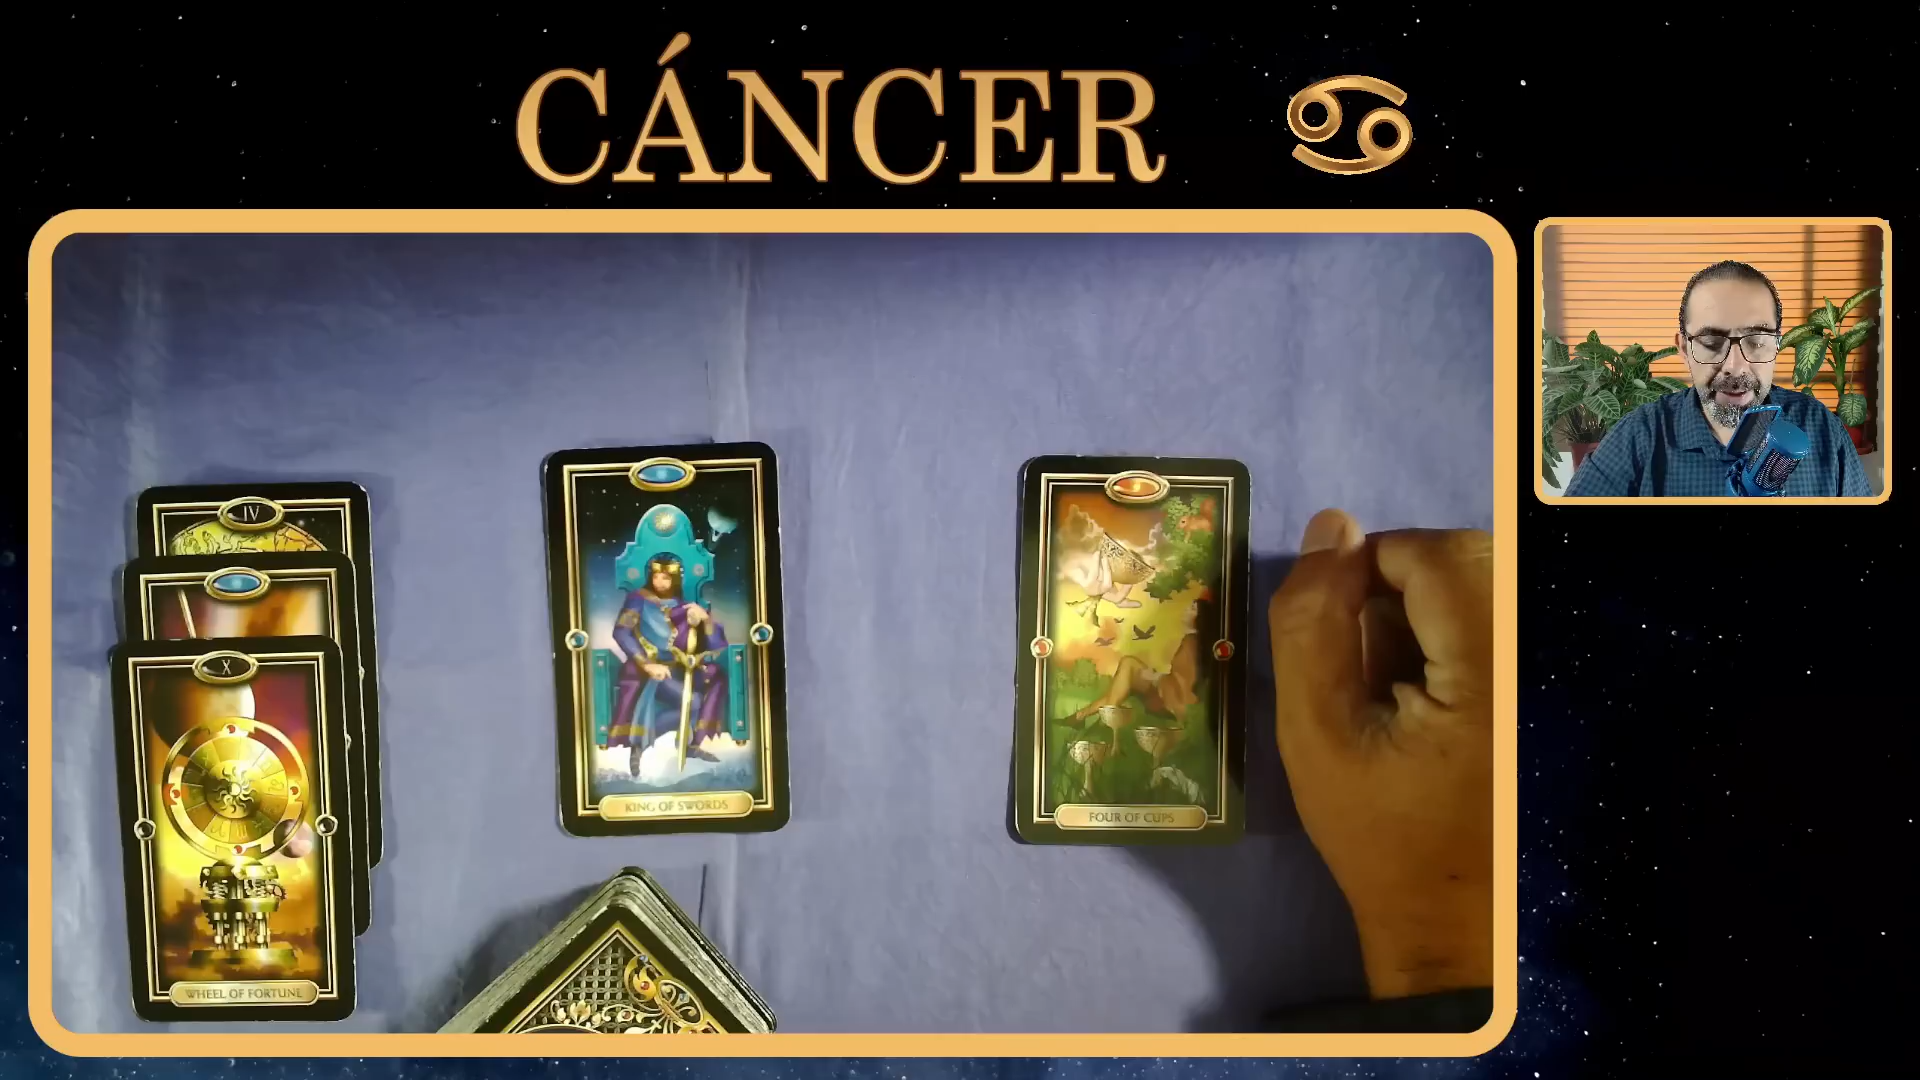 CÁNCER
IV
X
KING OF SWORDS
FOUR OF CUPS
WHEEL OF FORTUNE